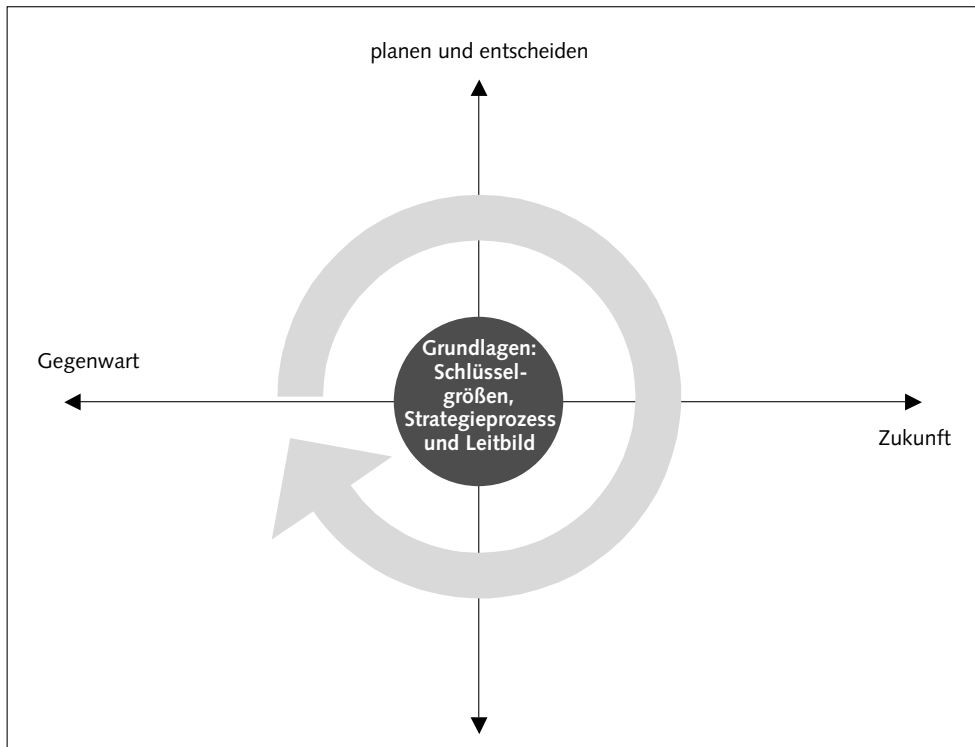 planen und entscheiden
Gegenwart
Grundlagen:
Schlüssel-
größen,
Strategieprozess
und Leitbild
Zukunft